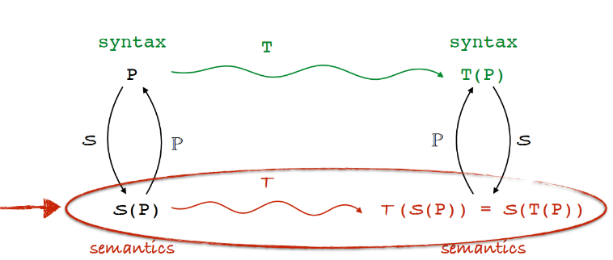 syntax T syntax
P T(P)
S ℙ ℙ S
T
S(P) T(S(P)) = S(T(P))
semantics semantics